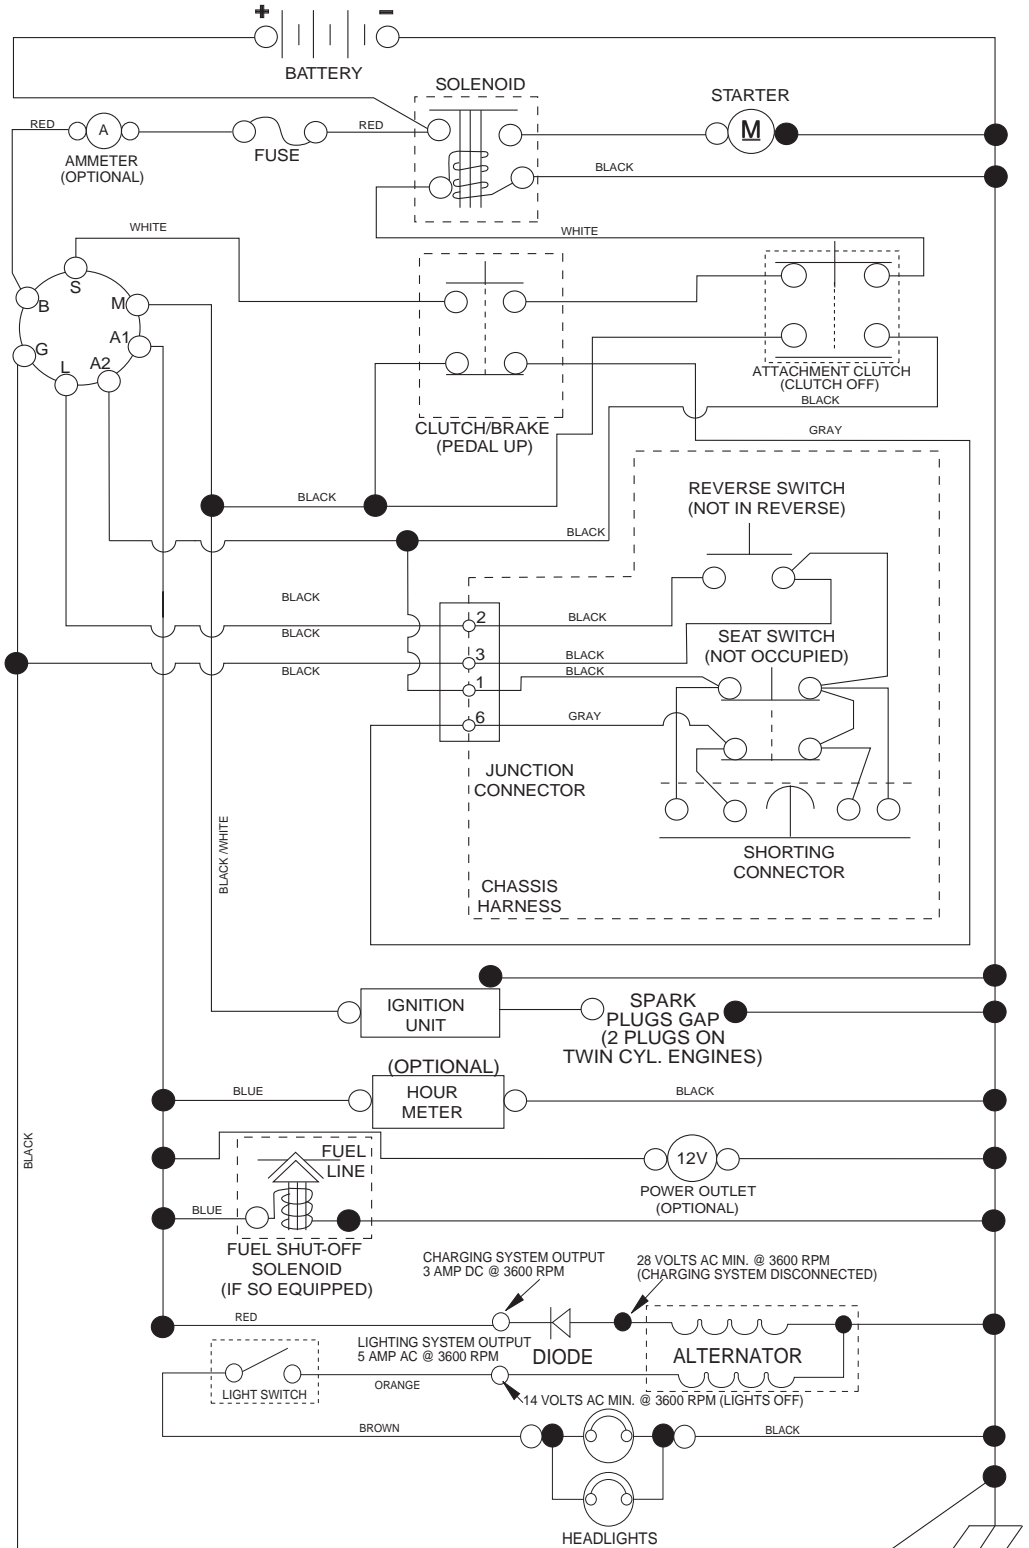 + −
BATTERY
SOLENOID
STARTER
RED
A
RED
M
FUSE
AMMETER
(OPTIONAL)
BLACK
WHITE
WHITE
S
B
M
G
A1
L
A2
ATTACHMENT CLUTCH
(CLUTCH OFF)
BLACK
CLUTCH/BRAKE
(PEDAL UP)
GRAY
REVERSE SWITCH
(NOT IN REVERSE)
BLACK
BLACK
BLACK
2
BLACK
BLACK
SEAT SWITCH
(NOT OCCUPIED)
3
BLACK
BLACK
BLACK
1
6
GRAY
JUNCTION
CONNECTOR
BLACK /WHITE
SHORTING
CONNECTOR
CHASSIS
HARNESS
IGNITION
UNIT
SPARK
PLUGS GAP
(2 PLUGS ON
TWIN CYL. ENGINES)
(OPTIONAL)
HOUR
METER
BLUE
BLACK
BLACK
FUEL
LINE
12V
POWER OUTLET
(OPTIONAL)
BLUE
FUEL SHUT-OFF
SOLENOID
(IF SO EQUIPPED)
CHARGING SYSTEM OUTPUT
3 AMP DC @ 3600 RPM
28 VOLTS AC MIN. @ 3600 RPM
(CHARGING SYSTEM DISCONNECTED)
RED
LIGHTING SYSTEM OUTPUT
5 AMP AC @ 3600 RPM
DIODE
ALTERNATOR
LIGHT SWITCH
ORANGE
14 VOLTS AC MIN. @ 3600 RPM (LIGHTS OFF)
BROWN
BLACK
HEADLIGHTS